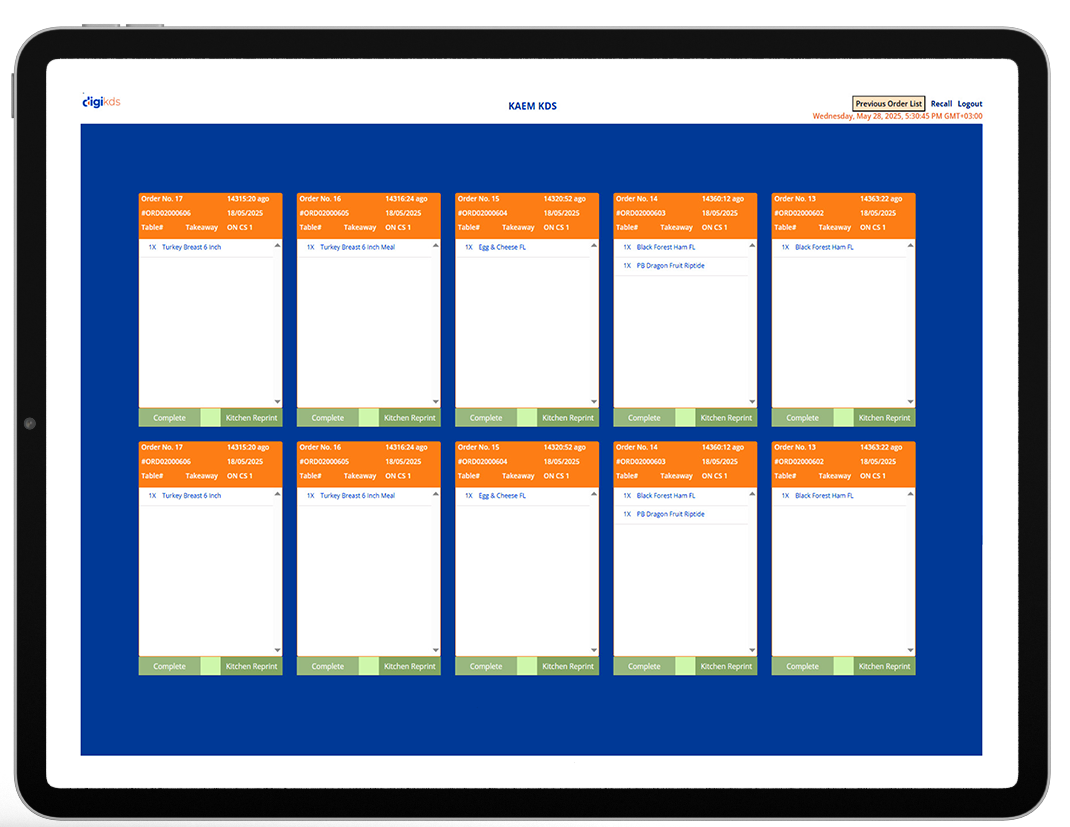 digikds
KAEM KDS
Previous Order List Recall Logout
Wednesday, May 28, 2025, 5:30:45 PM GMT+03:00
Order No. 17 14315:20 ago
#ORD02000606 18/05/2025
Table# Takeaway ON CS 1
1X Turkey Breast 6 Inch
Complete Kitchen Reprint
Order No. 16 14316:24 ago
#ORD02000605 18/05/2025
Table# Takeaway ON CS 1
1X Turkey Breast 6 Inch Meal
Complete Kitchen Reprint
Order No. 15 14320:52 ago
#ORD02000604 18/05/2025
Table# Takeaway ON CS 1
1X Egg & Cheese FL
Complete Kitchen Reprint
Order No. 14 14360:12 ago
#ORD02000603 18/05/2025
Table# Takeaway ON CS 1
1X Black Forest Ham FL
1X PB Dragon Fruit Riptide
Complete Kitchen Reprint
Order No. 13 14363:22 ago
#ORD02000602 18/05/2025
Table# Takeaway ON CS 1
1X Black Forest Ham FL
Complete Kitchen Reprint
Order No. 17 14315:20 ago
#ORD02000606 18/05/2025
Table# Takeaway ON CS 1
1X Turkey Breast 6 Inch
Complete Kitchen Reprint
Order No. 16 14316:24 ago
#ORD02000605 18/05/2025
Table# Takeaway ON CS 1
1X Turkey Breast 6 Inch Meal
Complete Kitchen Reprint
Order No. 15 14320:52 ago
#ORD02000604 18/05/2025
Table# Takeaway ON CS 1
1X Egg & Cheese FL
Complete Kitchen Reprint
Order No. 14 14360:12 ago
#ORD02000603 18/05/2025
Table# Takeaway ON CS 1
1X Black Forest Ham FL
1X PB Dragon Fruit Riptide
Complete Kitchen Reprint
Order No. 13 14363:22 ago
#ORD02000602 18/05/2025
Table# Takeaway ON CS 1
1X Black Forest Ham FL
Complete Kitchen Reprint